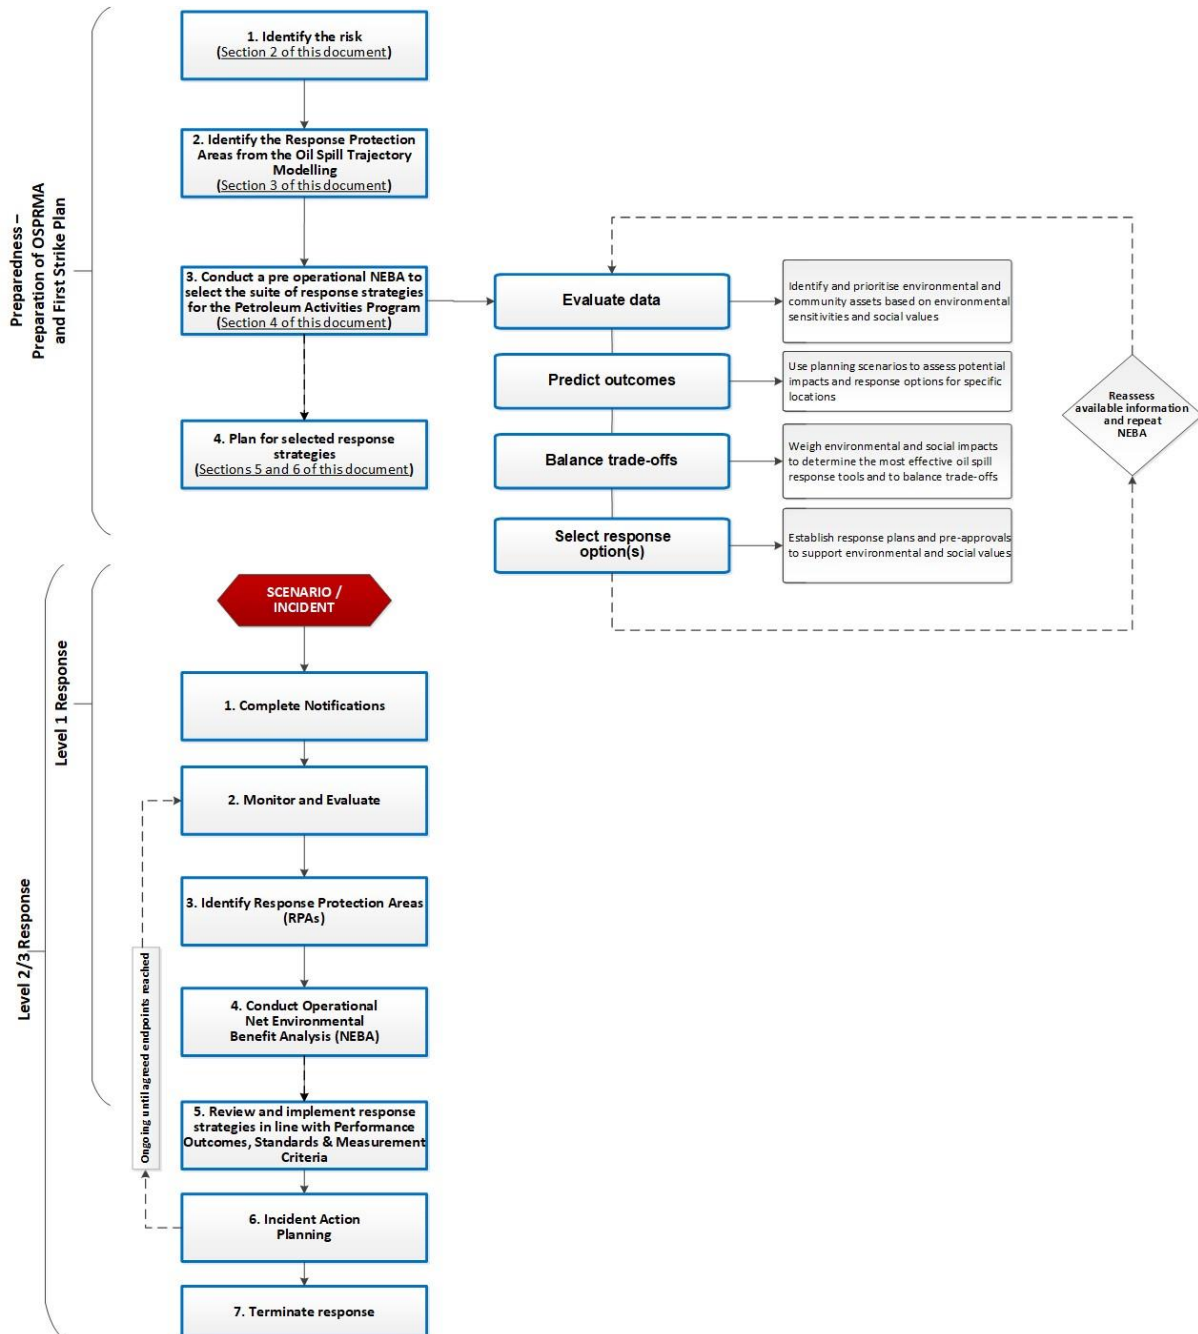 Preparedness –
Preparation of OSPRMA
and First Strike Plan
1. Identify the risk
(Section 2 of this document)
2. Identify the Response Protection
Areas from the Oil Spill Trajectory
Modelling
(Section 3 of this document)
3. Conduct a pre operational NEBA to
select the suite of response strategies
for the Petroleum Activities Program
(Section 4 of this document)
4. Plan for selected response
strategies
(Sections 5 and 6 of this document)
Evaluate data
Identify and prioritise environmental and
community assets based on environmental
sensitivities and social values
Predict outcomes
Use planning scenarios to assess potential
impacts and response options for specific
locations
Balance trade-offs
Weigh environmental and social impacts
to determine the most effective oil spill
response tools and to balance trade-offs
Select response
option(s)
Establish response plans and pre-approvals
to support environmental and social values
Reassess
available information
and repeat
NEBA
Level 2/3 Response
Level 1 Response
SCENARIO /
INCIDENT
1. Complete Notifications
2. Monitor and Evaluate
3. Identify Response Protection Areas
(RPAs)
4. Conduct Operational
Net Environmental
Benefit Analysis (NEBA)
5. Review and implement response
strategies in line with Performance
Outcomes, Standards & Measurement
Criteria
6. Incident Action
Planning
7. Terminate response
Ongoing until agreed endpoints reached